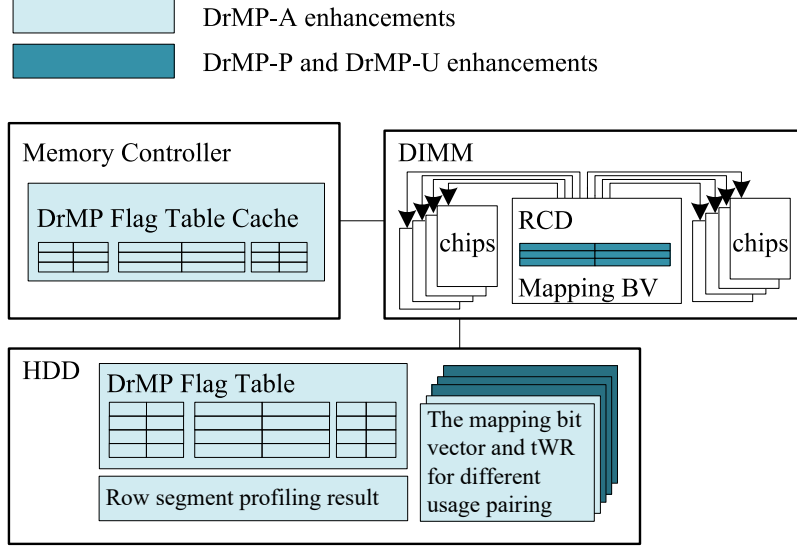 DrMP-A enhancements
DrMP-P and DrMP-U enhancements
Memory Controller
DrMP Flag Table Cache
DIMM
chips
RCD
Mapping BV
chips
HDD
DrMP Flag Table
Row segment profiling result
The mapping bit
vector and tWR
for different
usage pairing